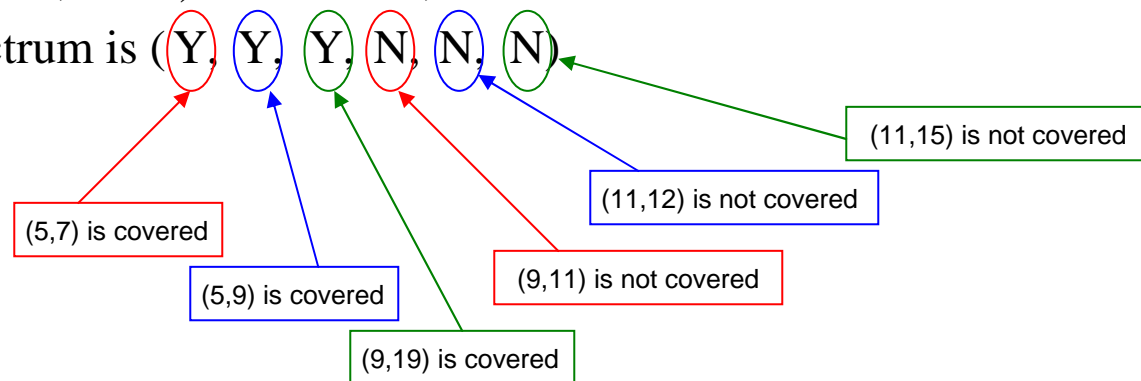 ctrum is (Y, Y, Y, N, N, N)
(11,15) is not covered
(11,12) is not covered
(5,7) is covered
(9,11) is not covered
(5,9) is covered
(9,19) is covered